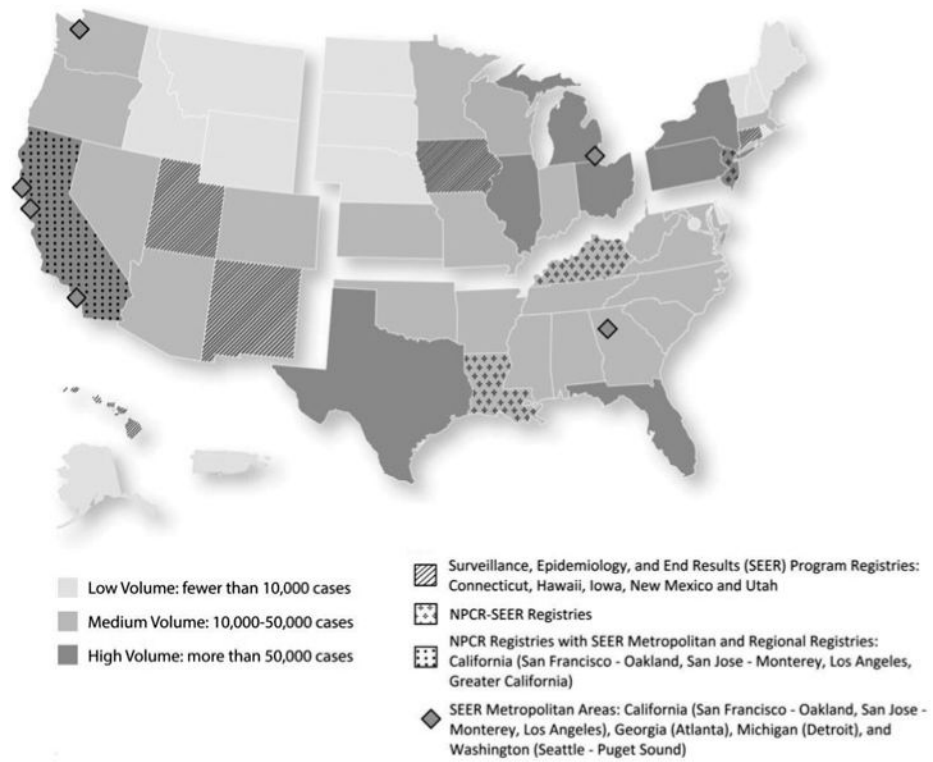 Low Volume: fewer than 10,000 cases
Medium Volume: 10,000-50,000 cases
High Volume: more than 50,000 cases
Surveillance, Epidemiology, and End Results (SEER) Program Registries:
Connecticut, Hawaii, Iowa, New Mexico and Utah
NPCR-SEER Registries
NPCR Registries with SEER Metropolitan and Regional Registries:
California (San Francisco - Oakland, San Jose - Monterey, Los Angeles,
Greater California)
SEER Metropolitan Areas: California (San Francisco - Oakland, San Jose -
Monterey, Los Angeles), Georgia (Atlanta), Michigan (Detroit), and
Washington (Seattle - Puget Sound)